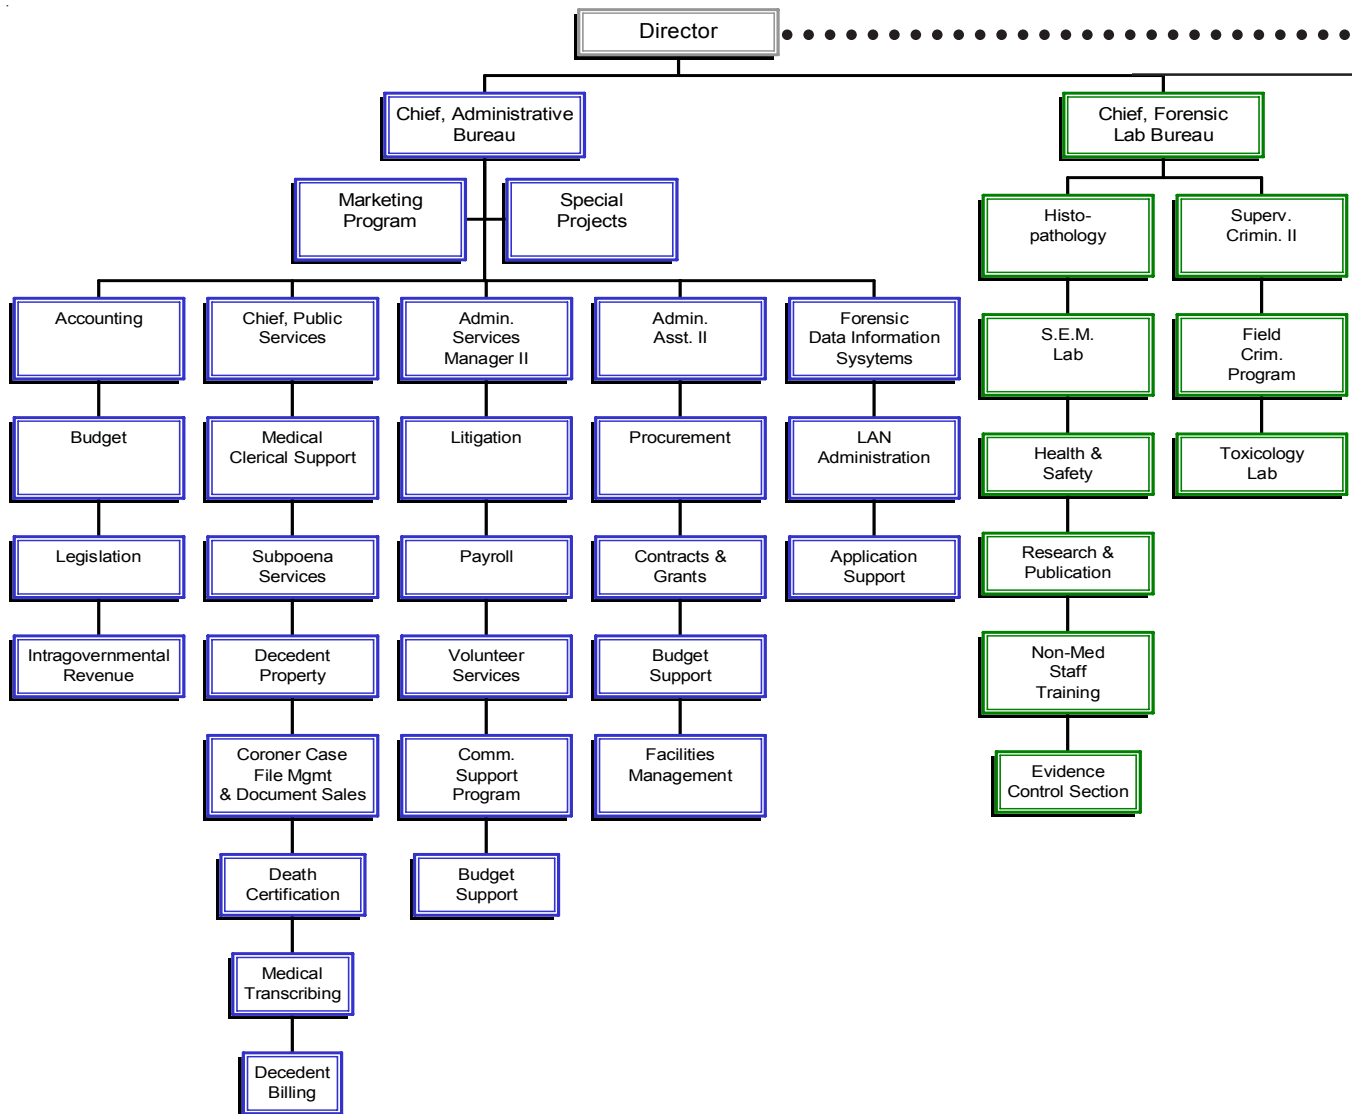 Director
Chief, Administrative
Bureau
Chief, Forensic
Lab Bureau
Marketing
Program
Special
Projects
Histo-
pathology
Superv.
Crimin. II
Accounting
Chief, Public
Services
Admin.
Services
Manager II
Admin.
Asst. II
Forensic
Data Information
Sysytems
S.E.M.
Lab
Field
Crim.
Program
Budget
Medical
Clerical Support
Litigation
Procurement
LAN
Administration
Health &
Safety
Toxicology
Lab
Legislation
Subpoena
Services
Payroll
Contracts &
Grants
Application
Support
Research &
Publication
Intragovernmental
Revenue
Decedent
Property
Volunteer
Services
Budget
Support
Non-Med
Staff
Training
Coroner Case
File Mgmt
& Document Sales
Comm.
Support
Program
Facilities
Management
Evidence
Control Section
Death
Certification
Budget
Support
Medical
Transcribing
Decedent
Billing